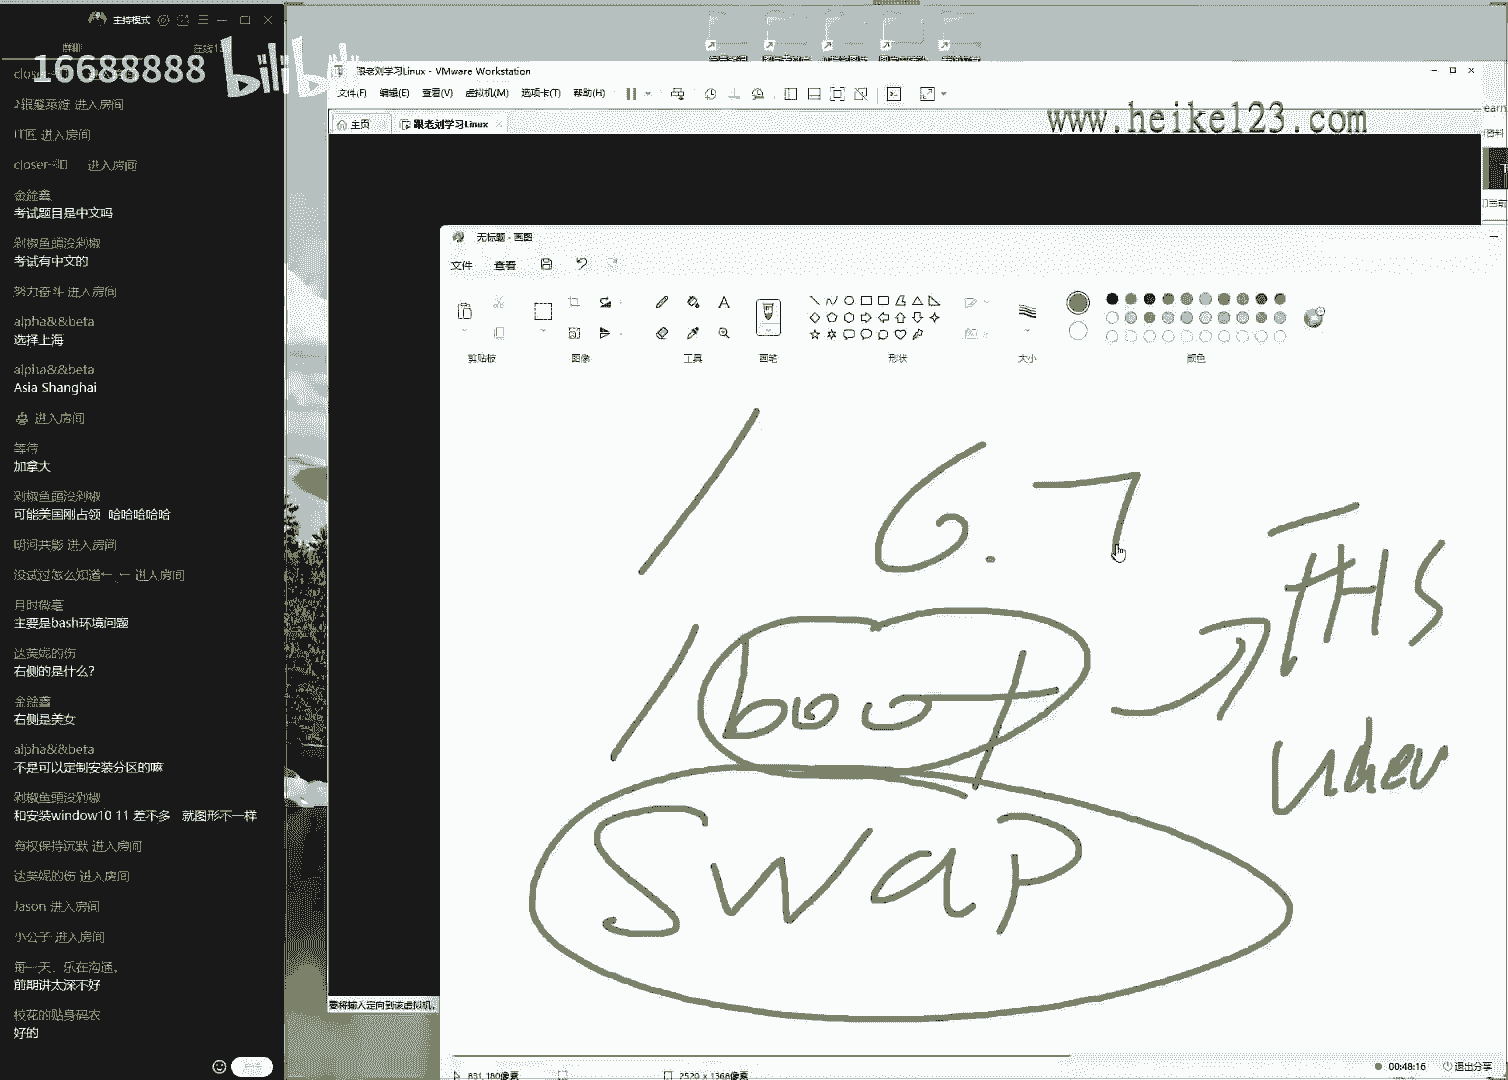 主持模式
16688888 bilibili
closer-如 进入房间
进入房间
IT区 进入房间
closer-如 进入房间
考试题目是中文吗
剁椒鱼頭没剁椒
考试有中文的
努力奋斗 进入房间
alpha&&beta
选择上海
alpha&&beta
Asia Shanghai
进入房间
等待
加拿大
剁椒鱼頭没剁椒
可能美国刚占领 哈哈哈哈哈
明河共影 进入房间
没试过怎么知道←_← 进入房间
月时微毫
主要是bash环境问题
达芙妮的伤
右侧的是什么?
右侧是美女
alpha&&beta
不是可以定制安装分区的嘛
剁椒鱼頭没剁椒
和安装window10 11 差不多 就图形不一样
有权保持沉默 进入房间
达芙妮的伤 进入房间
Jason 进入房间
小公子 进入房间
每一天、乐在沟通。
前期讲太深不好
校花的贴身码农
好的
跟老刘学习Linux - VMware Workstation
文件(F) 编辑(E) 查看(V) 虚拟机(M) 选项卡(T) 帮助(H)
www.heike123.com
主页 跟老刘学习Linux
无标题 - 画图
文件 查看
剪贴板 图像 工具 画笔 形状 大小 颜色
/ 6.7
/boot FHS
udev
SWAP
要将输入定向到该虚拟机,
831, 180像素 2520 × 1368像素
00:48:16 退出分享